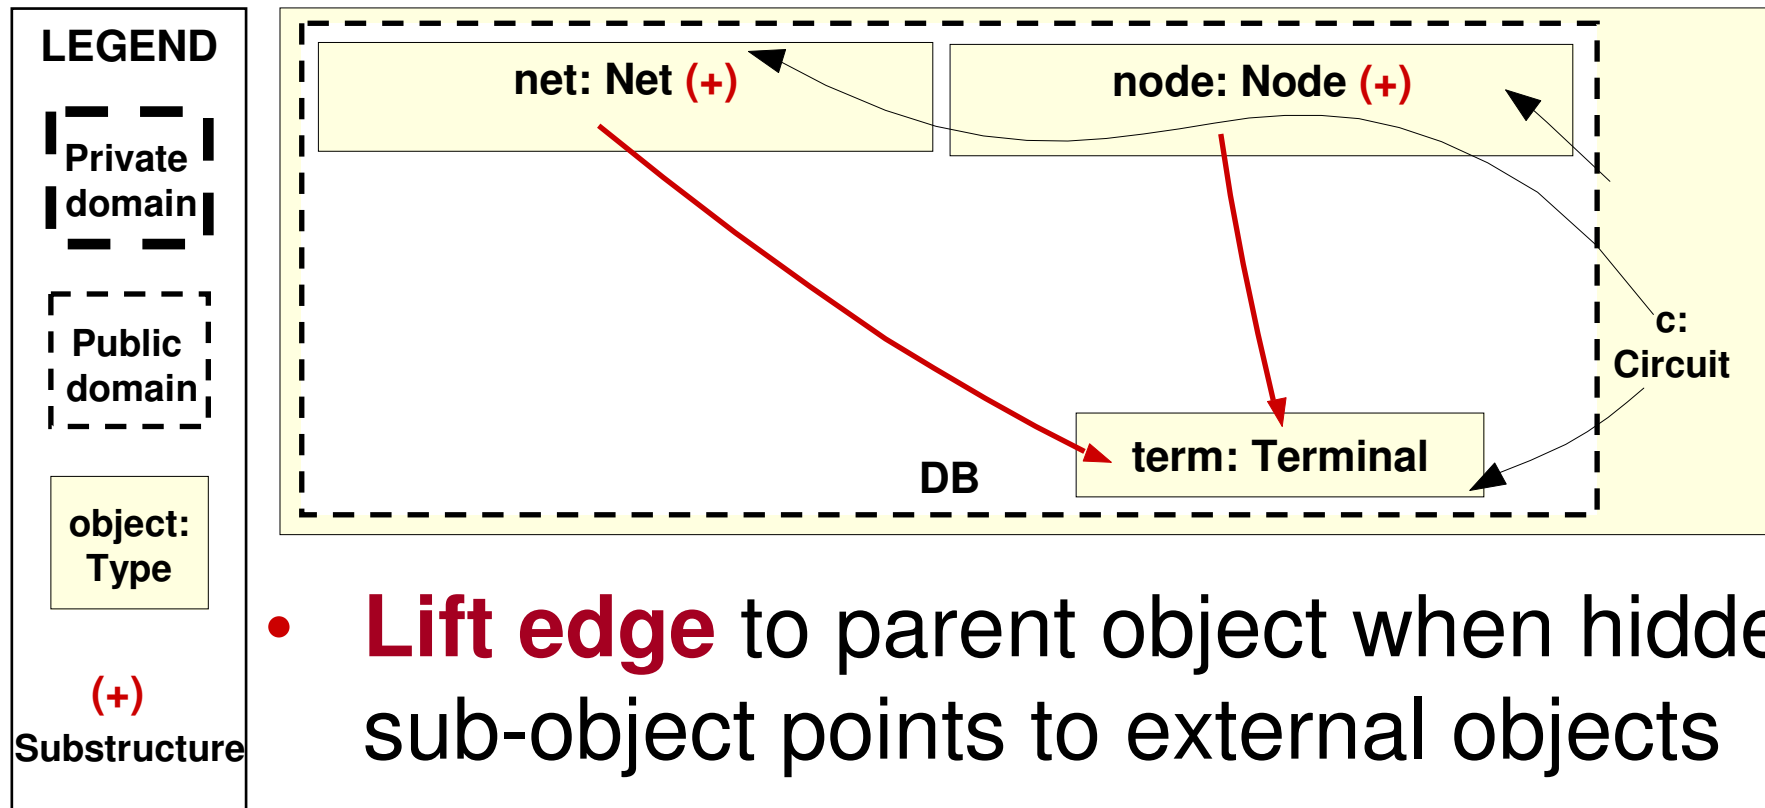 LEGEND
Private
domain
Public
domain
object:
Type
(+)
Substructure
net: Net (+)
node: Node (+)
c:
Circuit
term: Terminal
DB
• Lift edge to parent object when hidde
sub-object points to external objects